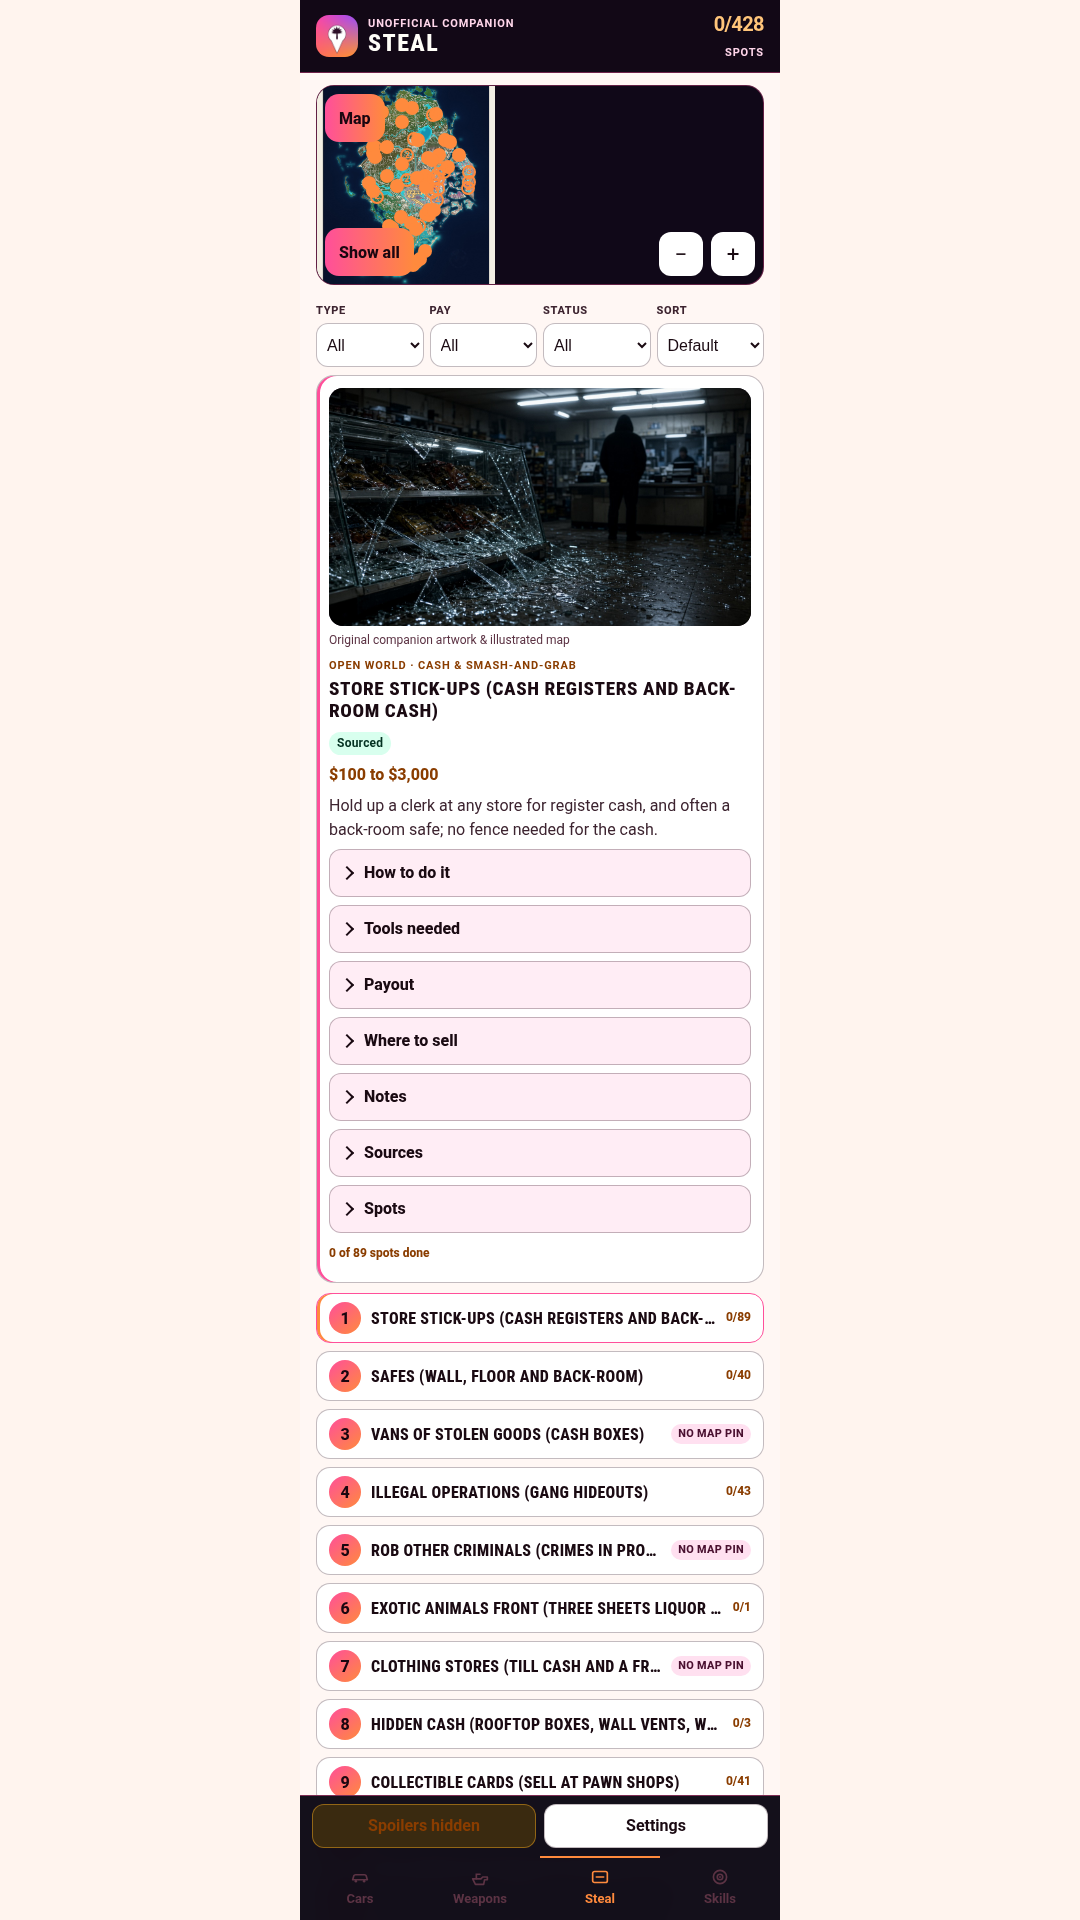 UNOFFICIAL COMPANION
STEAL
0/428
SPOTS
Map
Show all
−
+
TYPE
PAY
STATUS
SORT
All
All
All
Default
Original companion artwork & illustrated map
OPEN WORLD · CASH & SMASH-AND-GRAB
STORE STICK-UPS (CASH REGISTERS AND BACK-
ROOM CASH)
Sourced
$100 to $3,000
Hold up a clerk at any store for register cash, and often a
back-room safe; no fence needed for the cash.
How to do it
Tools needed
Payout
Where to sell
Notes
Sources
Spots
0 of 89 spots done
1 STORE STICK-UPS (CASH REGISTERS AND BACK-… 0/89
2 SAFES (WALL, FLOOR AND BACK-ROOM) 0/40
3 VANS OF STOLEN GOODS (CASH BOXES) NO MAP PIN
4 ILLEGAL OPERATIONS (GANG HIDEOUTS) 0/43
5 ROB OTHER CRIMINALS (CRIMES IN PRO… NO MAP PIN
6 EXOTIC ANIMALS FRONT (THREE SHEETS LIQUOR … 0/1
7 CLOTHING STORES (TILL CASH AND A FR… NO MAP PIN
8 HIDDEN CASH (ROOFTOP BOXES, WALL VENTS, W… 0/3
9 COLLECTIBLE CARDS (SELL AT PAWN SHOPS) 0/41
Spoilers hidden
Settings
Cars
Weapons
Steal
Skills